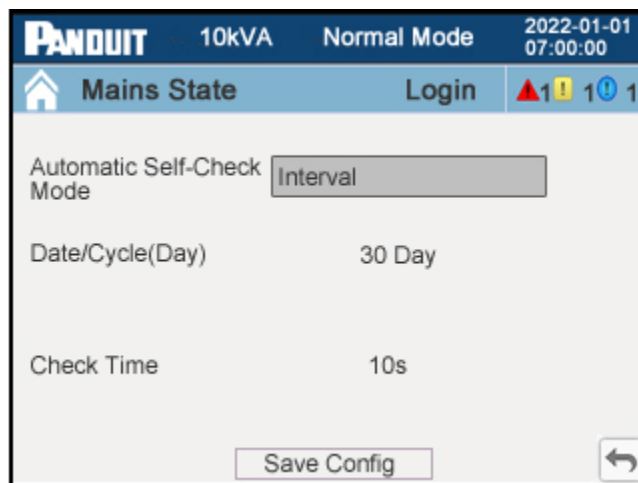 PANDUIT 10kVA Normal Mode 2022-01-01
07:00:00
Mains State Login 1 ! 1 ! 1
Automatic Self-Check
Mode
Interval
Date/Cycle(Day) 30 Day
Check Time 10s
Save Config